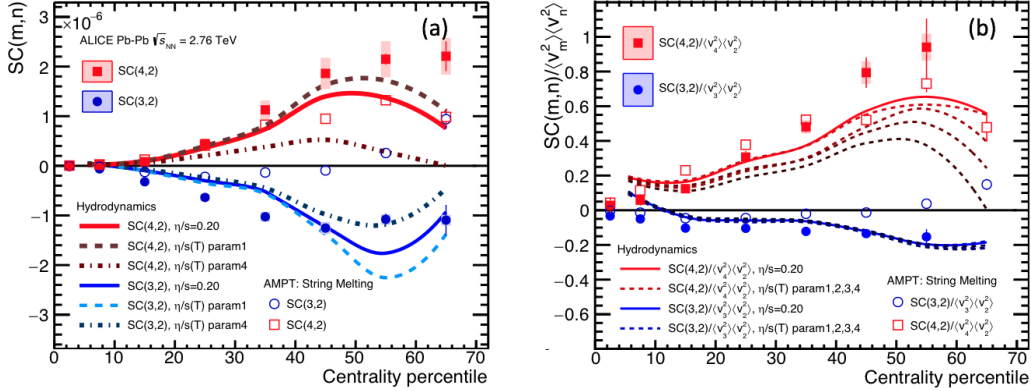 (a)
×10⁻⁶
SC(m,n)
ALICE Pb-Pb √s_NN = 2.76 TeV
SC(4,2)
SC(3,2)
3
2
1
0
−1
−2
−3
Hydrodynamics
SC(4,2), η/s=0.20
SC(4,2), η/s(T) param1
SC(4,2), η/s(T) param4
SC(3,2), η/s=0.20
SC(3,2), η/s(T) param1
SC(3,2), η/s(T) param4
AMPT: String Melting
SC(3,2)
SC(4,2)
0 10 20 30 40 50 60 70
Centrality percentile
(b)
SC(m,n)/⟨v²_m⟩⟨v²_n⟩
SC(4,2)/⟨v²_4⟩⟨v²_2⟩
SC(3,2)/⟨v²_3⟩⟨v²_2⟩
1
0.8
0.6
0.4
0.2
0
−0.2
−0.4
−0.6
Hydrodynamics
SC(4,2)/⟨v²_4⟩⟨v²_2⟩, η/s=0.20
SC(4,2)/⟨v²_4⟩⟨v²_2⟩, η/s(T) param1,2,3,4
SC(3,2)/⟨v²_3⟩⟨v²_2⟩, η/s=0.20
SC(3,2)/⟨v²_3⟩⟨v²_2⟩, η/s(T) param1,2,3,4
AMPT: String Melting
SC(3,2)/⟨v²_3⟩⟨v²_2⟩
SC(4,2)/⟨v²_4⟩⟨v²_2⟩
0 10 20 30 40 50 60 70
Centrality percentile